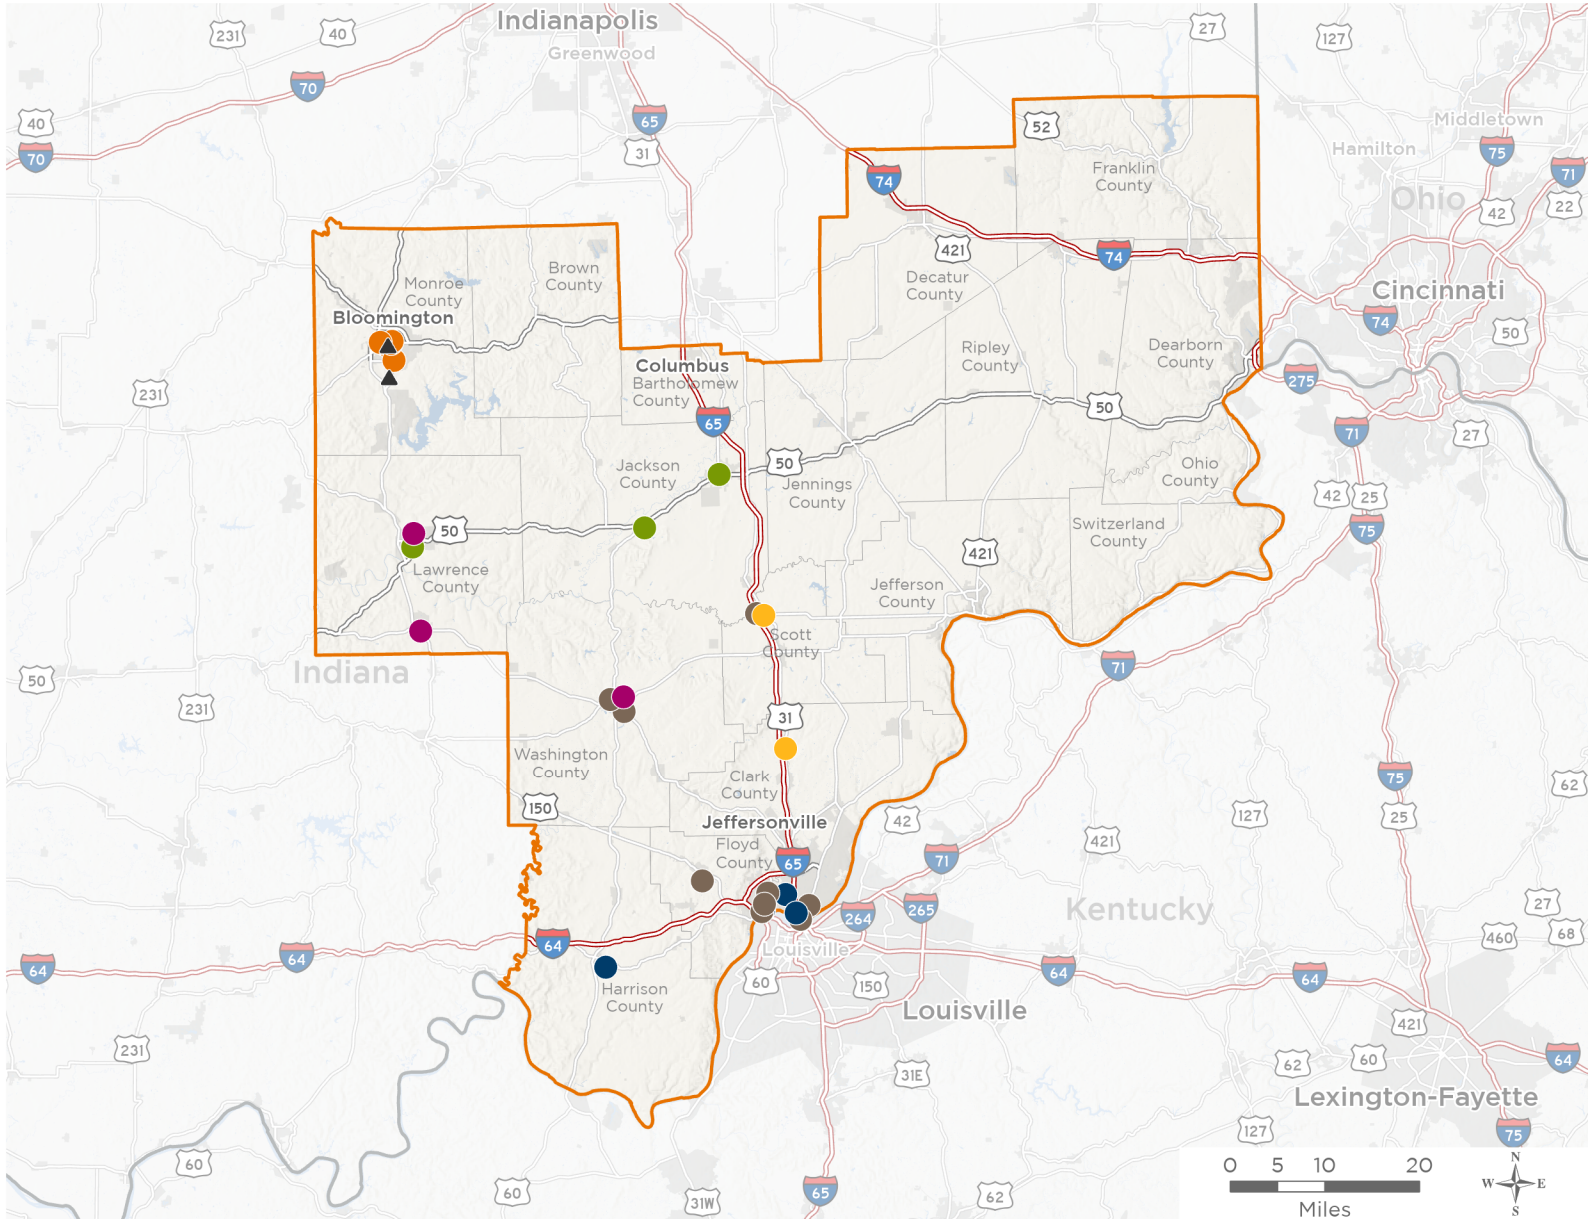 Indianapolis
27
231
40
127
Greenwood
70
65
52
Middletown
40
31
75
70
Hamilton
71
74
Franklin
County
Ohio
22
42
421
74
Decatur
County
Brown
County
Monroe
County
Cincinnati
Bloomington
74
50
Ripley
County
Dearborn
County
Columbus
Bartholomew
County
275
231
50
65
71
27
50
Jackson
County
Ohio
County
Jennings
County
42
25
50
Switzerland
County
75
421
Lawrence
County
Jefferson
County
Scott
County
Indiana
71
50
231
31
Washington
County
75
Clark
County
62
150
127
25
Jeffersonville
42
421
Floyd
County
65
71
27
264
265
Kentucky
68
460
64
Louisville
64
64
64
64
60
150
Harrison
County
Louisville
421
231
64
31E
62
60
Lexington-Fayette
127
75
60
60
31W
65
62
0 5 10 20
Miles
N
W E
S